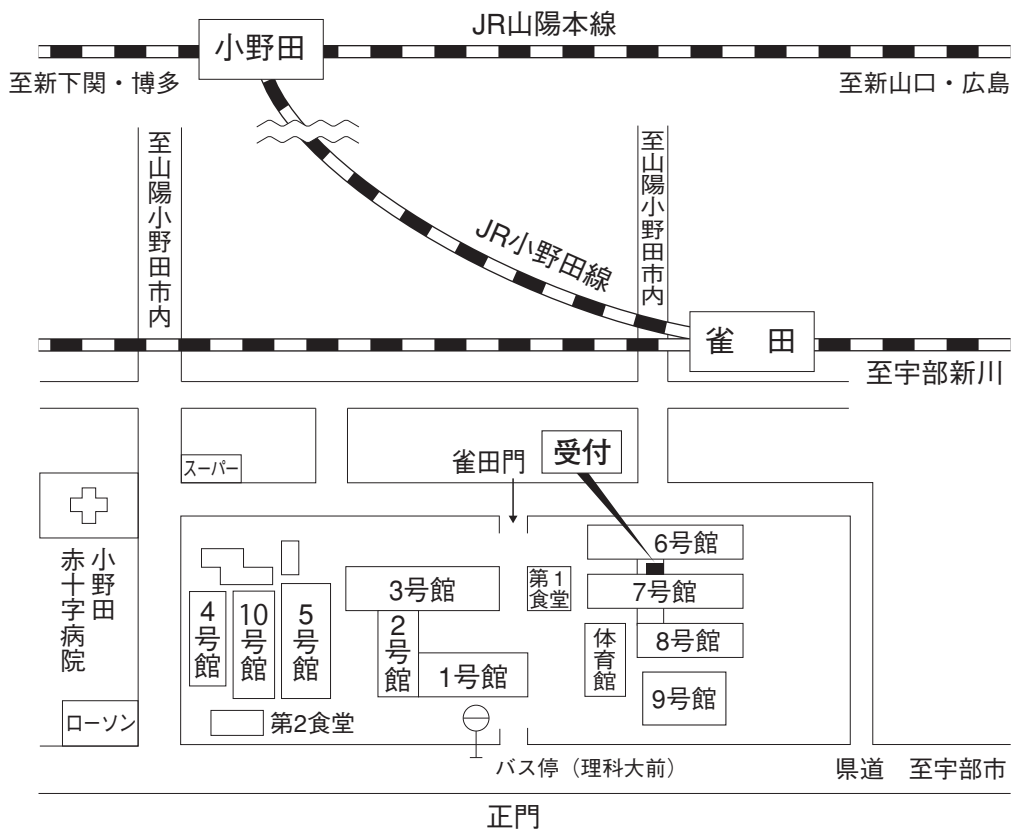 JR山陽本線
小野田
至新下関・博多
至新山口・広島
至山陽小野田市内
至山陽小野田市内
JR小野田線
雀 田
至宇部新川
スーパー
雀田門
受付
小野田
赤十字病院
6号館
7号館
8号館
9号館
第1
食堂
体育館
3号館
2号館
1号館
4号館
10号館
5号館
第2食堂
ローソン
バス停（理科大前）
県道 至宇部市
正門